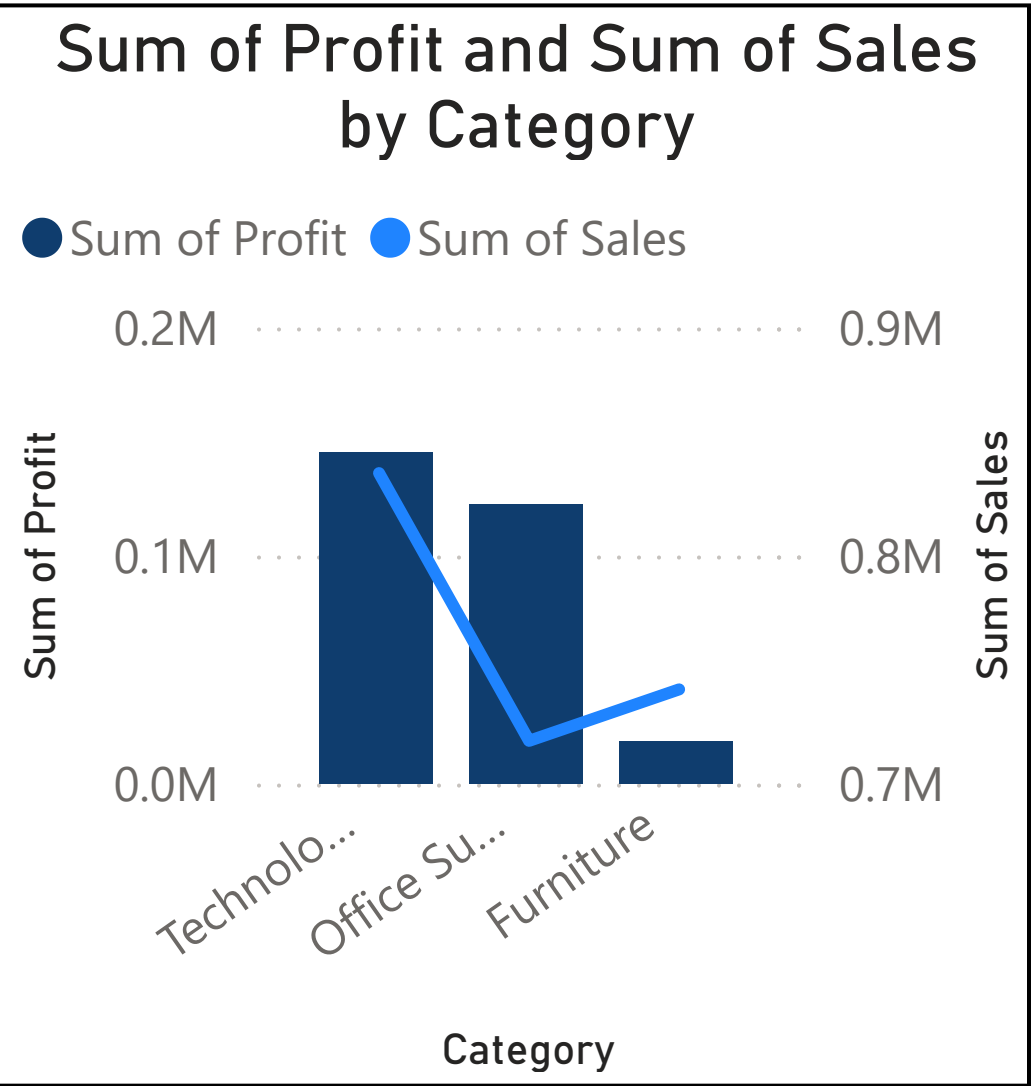 Sum of Profit and Sum of Sales
by Category
Sum of Profit
Sum of Sales
0.2M
0.9M
Sum of Profit
Sum of Sales
0.1M
0.8M
0.0M
0.7M
Technolo...
Office Su...
Furniture
Category